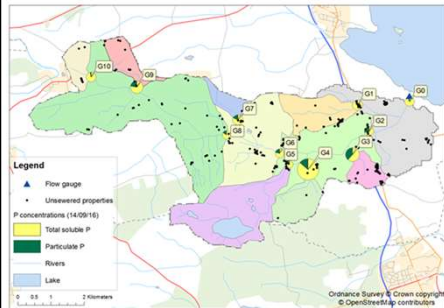 G10
G9
G7
G8
G1
G0
G2
G6
G5
G4
G3
Legend
Flow gauge
Unsewered properties
P concentrations (14/09/16)
Total soluble P
Particulate P
Rivers
Lake
0 0.5 1 2 Kilometers
Ordnance Survey © Crown copyright
© OpenStreetMap contributors